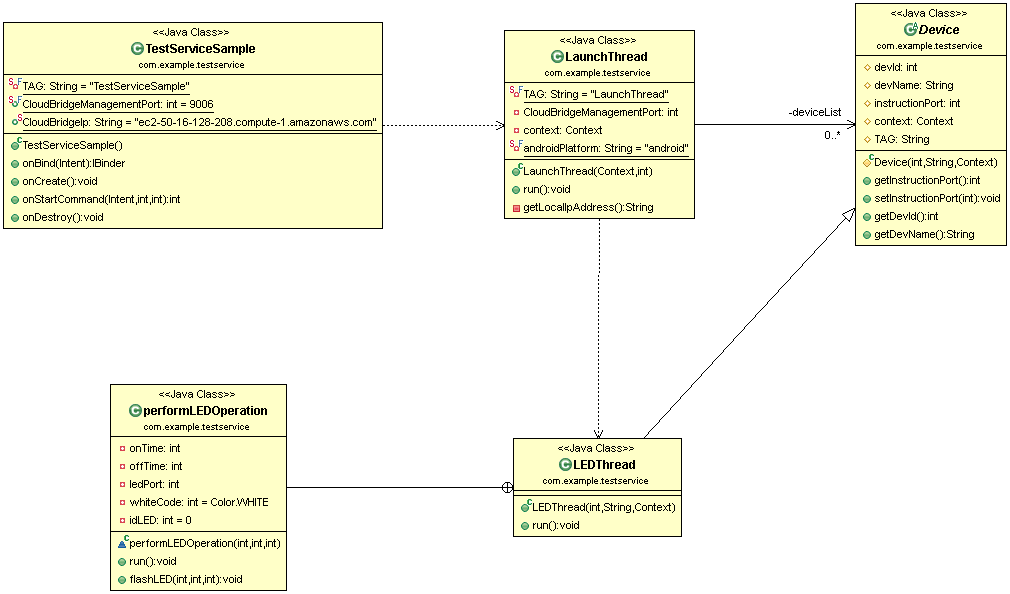 <<Java Class>>
TestServiceSample
com.example.testservice
TAG: String = "TestServiceSample"
CloudBridgeManagementPort: int = 9006
CloudBridgeIp: String = "ec2-50-16-128-208.compute-1.amazonaws.com"
TestServiceSample()
onBind(Intent):IBinder
onCreate():void
onStartCommand(Intent,int,int):int
onDestroy():void
<<Java Class>>
LaunchThread
com.example.testservice
TAG: String = "LaunchThread"
CloudBridgeManagementPort: int
context: Context
androidPlatform: String = "android"
LaunchThread(Context,int)
run():void
getLocalIpAddress():String
-deviceList
0..*
<<Java Class>>
Device
com.example.testservice
devId: int
devName: String
instructionPort: int
context: Context
TAG: String
Device(int,String,Context)
getInstructionPort():int
setInstructionPort(int):void
getDevId():int
getDevName():String
<<Java Class>>
performLEDOperation
com.example.testservice
onTime: int
offTime: int
ledPort: int
whiteCode: int = Color.WHITE
idLED: int = 0
performLEDOperation(int,int,int)
run():void
flashLED(int,int,int):void
<<Java Class>>
LEDThread
com.example.testservice
LEDThread(int,String,Context)
run():void